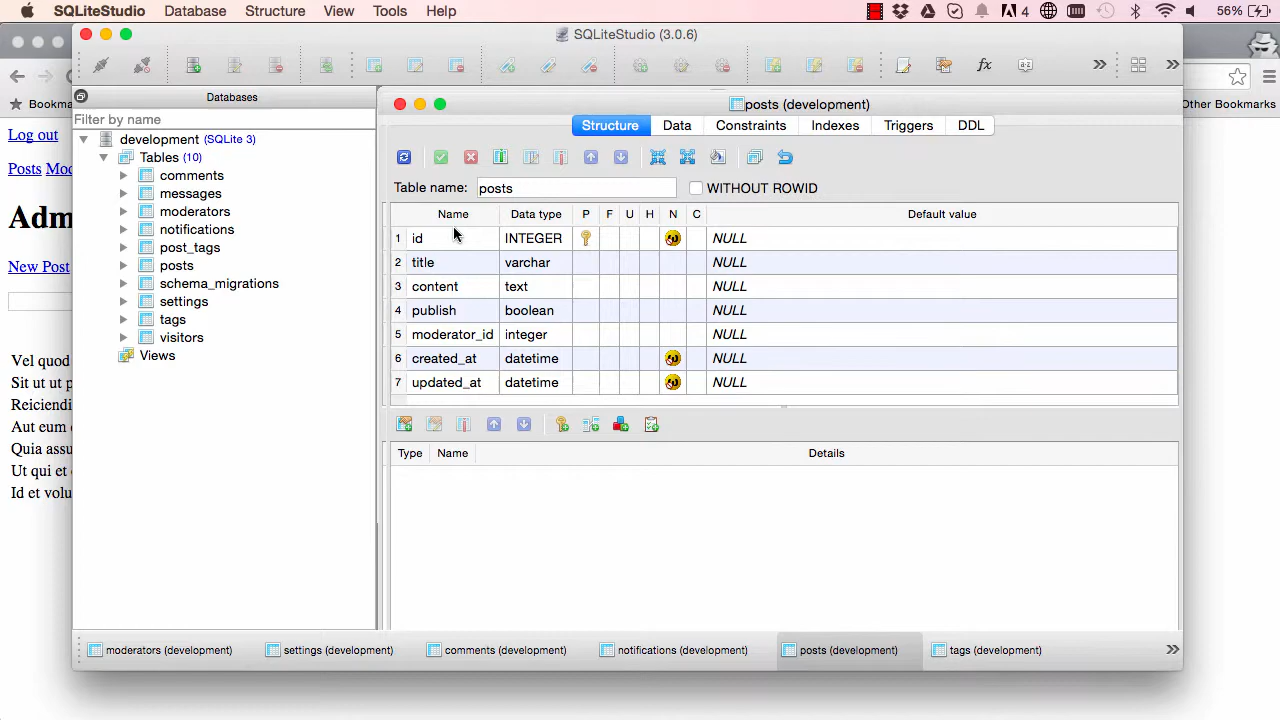 SQLiteStudio Database Structure View Tools Help 4 56%
SQLiteStudio (3.0.6)
Databases
posts (development)
Bookma
Other Bookmarks
Filter by name
Structure Data Constraints Indexes Triggers DDL
Log out
development (SQLite 3)
Tables (10)
Posts Mod
comments
messages
moderators
notifications
post_tags
posts
schema_migrations
settings
tags
visitors
Views
Table name: posts WITHOUT ROWID
Adm
Name Data type P F U H N C Default value
1 id INTEGER NULL
2 title varchar NULL
3 content text NULL
4 publish boolean NULL
5 moderator_id integer NULL
6 created_at datetime NULL
7 updated_at datetime NULL
New Post
Vel quod
Sit ut ut p
Reiciendi
Aut eum
Quia assu
Ut qui et
Id et volu
Type Name Details
moderators (development) settings (development) comments (development) notifications (development) posts (development) tags (development)